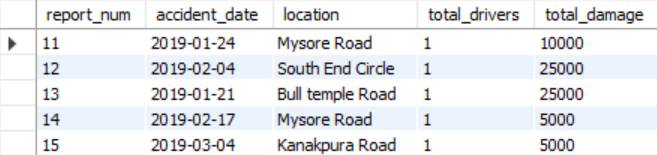 report_num accident_date location total_drivers total_damage
11 2019-01-24 Mysore Road 1 10000
12 2019-02-04 South End Circle 1 25000
13 2019-01-21 Bull temple Road 1 25000
14 2019-02-17 Mysore Road 1 5000
15 2019-03-04 Kanakpura Road 1 5000